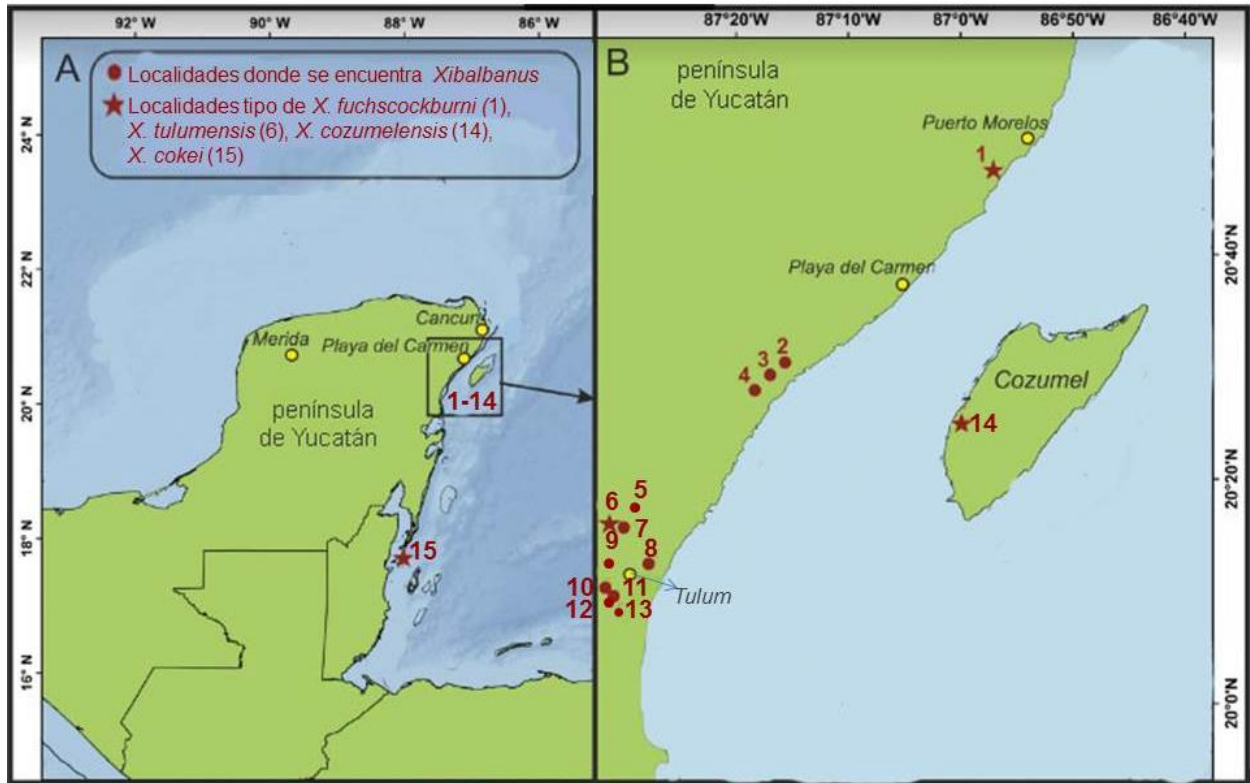 92° W
90° W
88° W
86° W
87°20'W
87°10'W
87°0'W
86°50'W
86°40'W
A
Localidades donde se encuentra Xibalbanus
Localidades tipo de X. fuchscockburni (1),
X. tulumensis (6), X. cozumelensis (14),
X. cokei (15)
24° N
22° N
20° N
18° N
16° N
Cancun
Merida
Playa del Carmen
1-14
península
de Yucatán
15
B
península
de Yucatán
Puerto Morelos
1
Playa del Carmen
2
3
4
Cozumel
14
5
6
7
8
9
10
11
Tulum
12
13
20°40'N
20°20'N
20°0'N